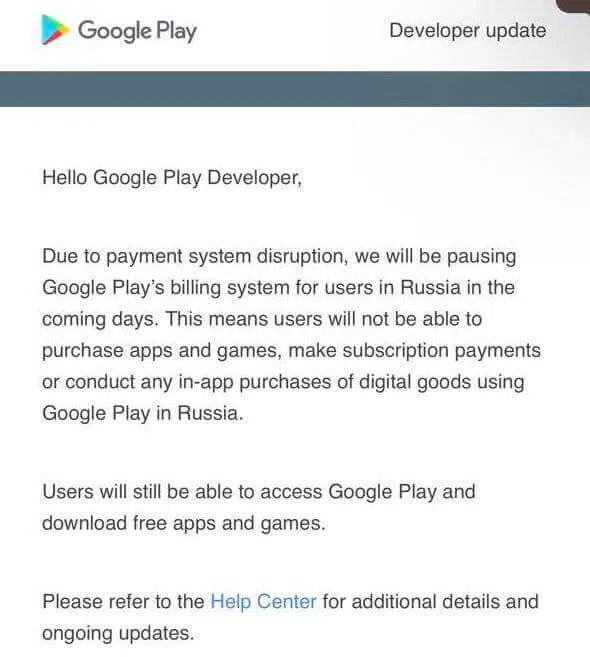 Google Play
Developer update
Hello Google Play Developer,
Due to payment system disruption, we will be pausing
Google Play’s billing system for users in Russia in the
coming days. This means users will not be able to
purchase apps and games, make subscription payments
or conduct any in-app purchases of digital goods using
Google Play in Russia.
Users will still be able to access Google Play and
download free apps and games.
Please refer to the Help Center for additional details and
ongoing updates.